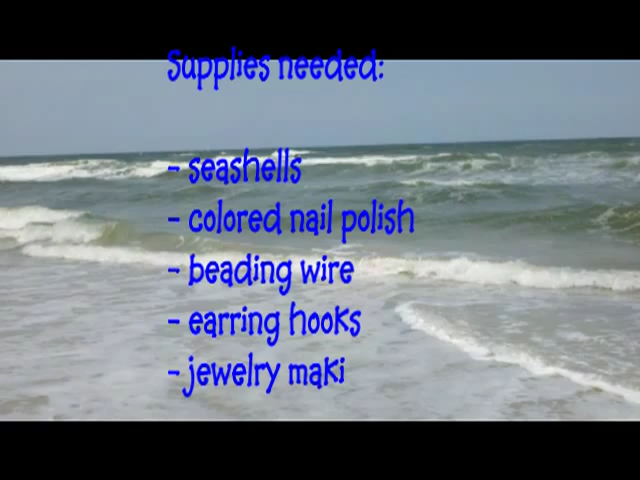 Supplies needed:
- seashells
- colored nail polish
- beading wire
- earring hooks
- jewelry maki